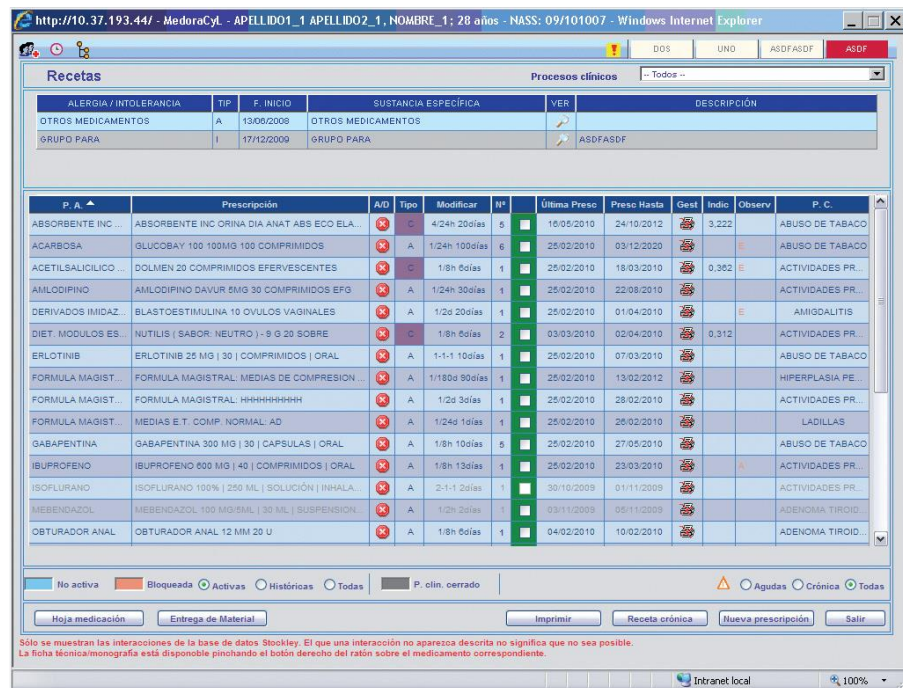 http://10.37.193.44/ - MedoraCyL - APELLIDO1_1 APELLIDO2_1, NOMBRE_1; 28 años - NASS: 09/101007 - Windows Internet Explorer
DOS UNO ASDFASDF ASDF
Recetas Procesos clínicos -- Todos --
ALERGIA / INTOLERANCIA TIP F. INICIO SUSTANCIA ESPECÍFICA VER DESCRIPCIÓN
OTROS MEDICAMENTOS A 13/06/2008 OTROS MEDICAMENTOS
GRUPO PARA I 17/12/2009 GRUPO PARA ASDFASDF
P. A. Prescripción A/D Tipo Modificar Nº Última Presc Presc Hasta Gest Indic Observ P. C.
ABSORBENTE INC ... ABSORBENTE INC ORINA DIA ANAT ABS ECO ELA... C 4/24h 20días 5 16/06/2010 24/10/2012 3,222 ABUSO DE TABACO
ACARBOSA GLUCOBAY 100 100MG 100 COMPRIMIDOS A 1/24h 100días 6 25/02/2010 03/12/2020 E ABUSO DE TABACO
ACETILSALICILICO ... DOLMEN 20 COMPRIMIDOS EFERVESCENTES C 1/8h 6días 1 25/02/2010 18/03/2010 0,362 E ACTIVIDADES PR...
AMLODIPINO AMLODIPINO DAVUR 5MG 30 COMPRIMIDOS EFG A 1/24h 30días 1 25/02/2010 22/08/2010 ACTIVIDADES PR...
DERIVADOS IMIDAZ... BLASTOESTIMULINA 10 OVULOS VAGINALES A 1/2d 20días 1 25/02/2010 01/04/2010 E AMIGDALITIS
DIET. MODULOS ES... NUTILIS ( SABOR: NEUTRO ) - 9 G 20 SOBRE C 1/8h 6días 2 03/03/2010 02/04/2010 0,312 ACTIVIDADES PR...
ERLOTINIB ERLOTINIB 25 MG | 30 | COMPRIMIDOS | ORAL A 1-1-1 10días 1 25/02/2010 07/03/2010 ABUSO DE TABACO
FORMULA MAGIST... FORMULA MAGISTRAL: MEDIAS DE COMPRESION ... A 1/180d 90días 1 25/02/2010 13/02/2012 HIPERPLASIA PE...
FORMULA MAGIST... FORMULA MAGISTRAL: HHHHHHHHHH A 1/2d 3días 1 25/02/2010 28/02/2010 ACTIVIDADES PR...
FORMULA MAGIST... MEDIAS E.T. COMP. NORMAL: AD A 1/24d 1días 1 25/02/2010 26/02/2010 LADILLAS
GABAPENTINA GABAPENTINA 300 MG | 30 | CAPSULAS | ORAL A 1/8h 10días 5 25/02/2010 27/05/2010 ABUSO DE TABACO
IBUPROFENO IBUPROFENO 600 MG | 40 | COMPRIMIDOS | ORAL A 1/8h 13días 1 25/02/2010 23/03/2010 A ACTIVIDADES PR...
ISOFLURANO ISOFLURANO 100% | 250 ML | SOLUCIÓN | INHALA... A 2-1-1 2días 1 30/10/2009 01/11/2009 ACTIVIDADES PR...
MEBENDAZOL MEBENDAZOL 100 MG/5ML | 30 ML | SUSPENSION... A 1/2h 2días 1 03/11/2009 05/11/2009 ADENOMA TIROID...
OBTURADOR ANAL OBTURADOR ANAL 12 MM 20 U A 1/8h 6días 1 04/02/2010 10/02/2010 ADENOMA TIROID...
No activa Bloqueada Activas Históricas Todas P. clin. cerrado Agudas Crónica Todas
Hoja medicación Entrega de Material Imprimir Receta crónica Nueva prescripción Salir
Sólo se muestran las interacciones de la base de datos Stockley. El que una interacción no aparezca descrita no significa que no sea posible.
La ficha técnica/monografía está disponoble pinchando el botón derecho del ratón sobre el medicamento correspondiente.
Intranet local 100%